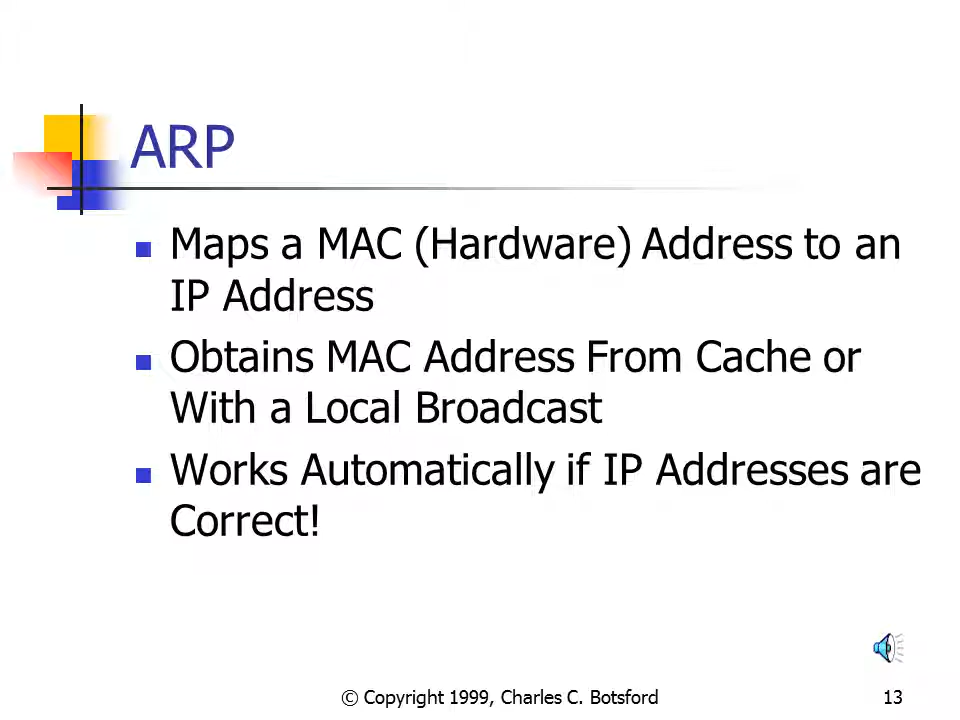 ARP
Maps a MAC (Hardware) Address to an
IP Address
Obtains MAC Address From Cache or
With a Local Broadcast
Works Automatically if IP Addresses are
Correct!
© Copyright 1999, Charles C. Botsford
13